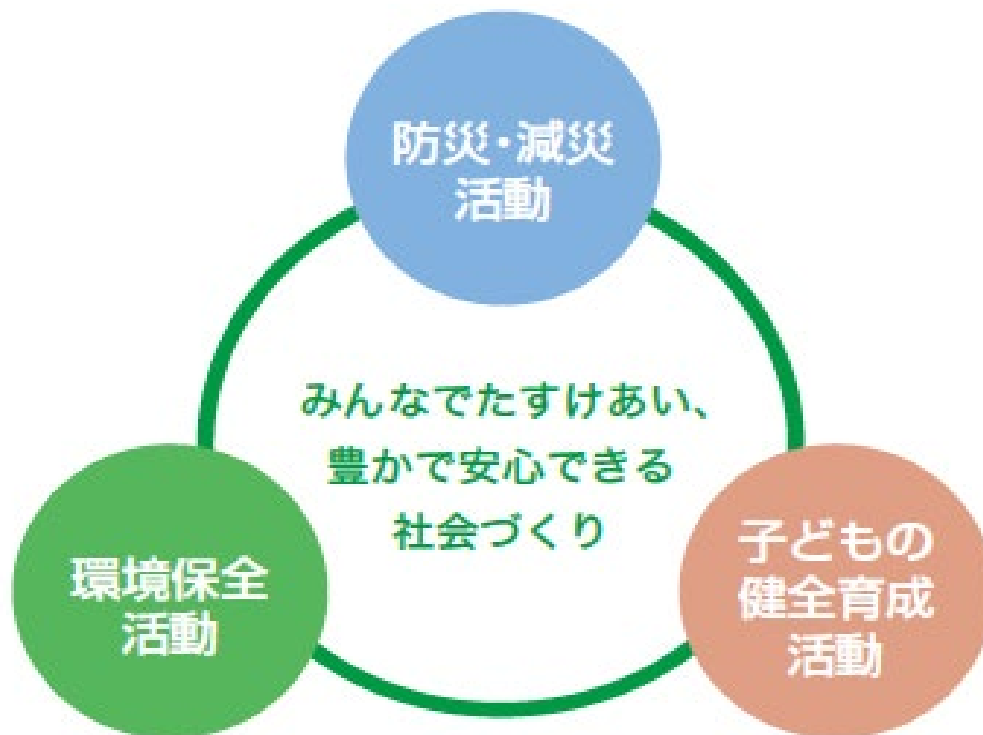 防災・減災
活動
みんなでたすけあい、
豊かで安心できる
社会づくり
環境保全
活動
子どもの
健全育成
活動